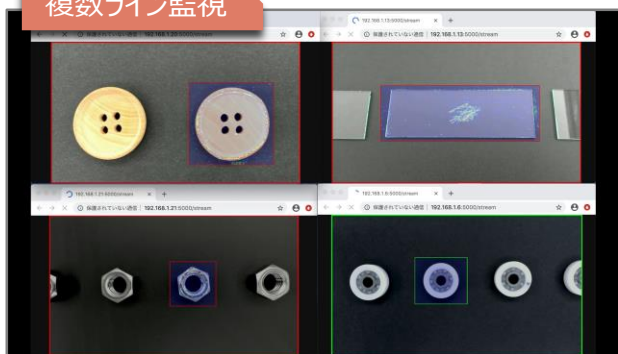 複数ライン監視
192.168.1.13:5000/stream
保護されていない通信 192.168.1.20:5000/stream
保護されていない通信 192.168.1.13:5000/stream
192.168.1.21:5000/stream
192.168.1.6:5000/stream
保護されていない通信 192.168.1.21:5000/stream
保護されていない通信 192.168.1.6:5000/stream